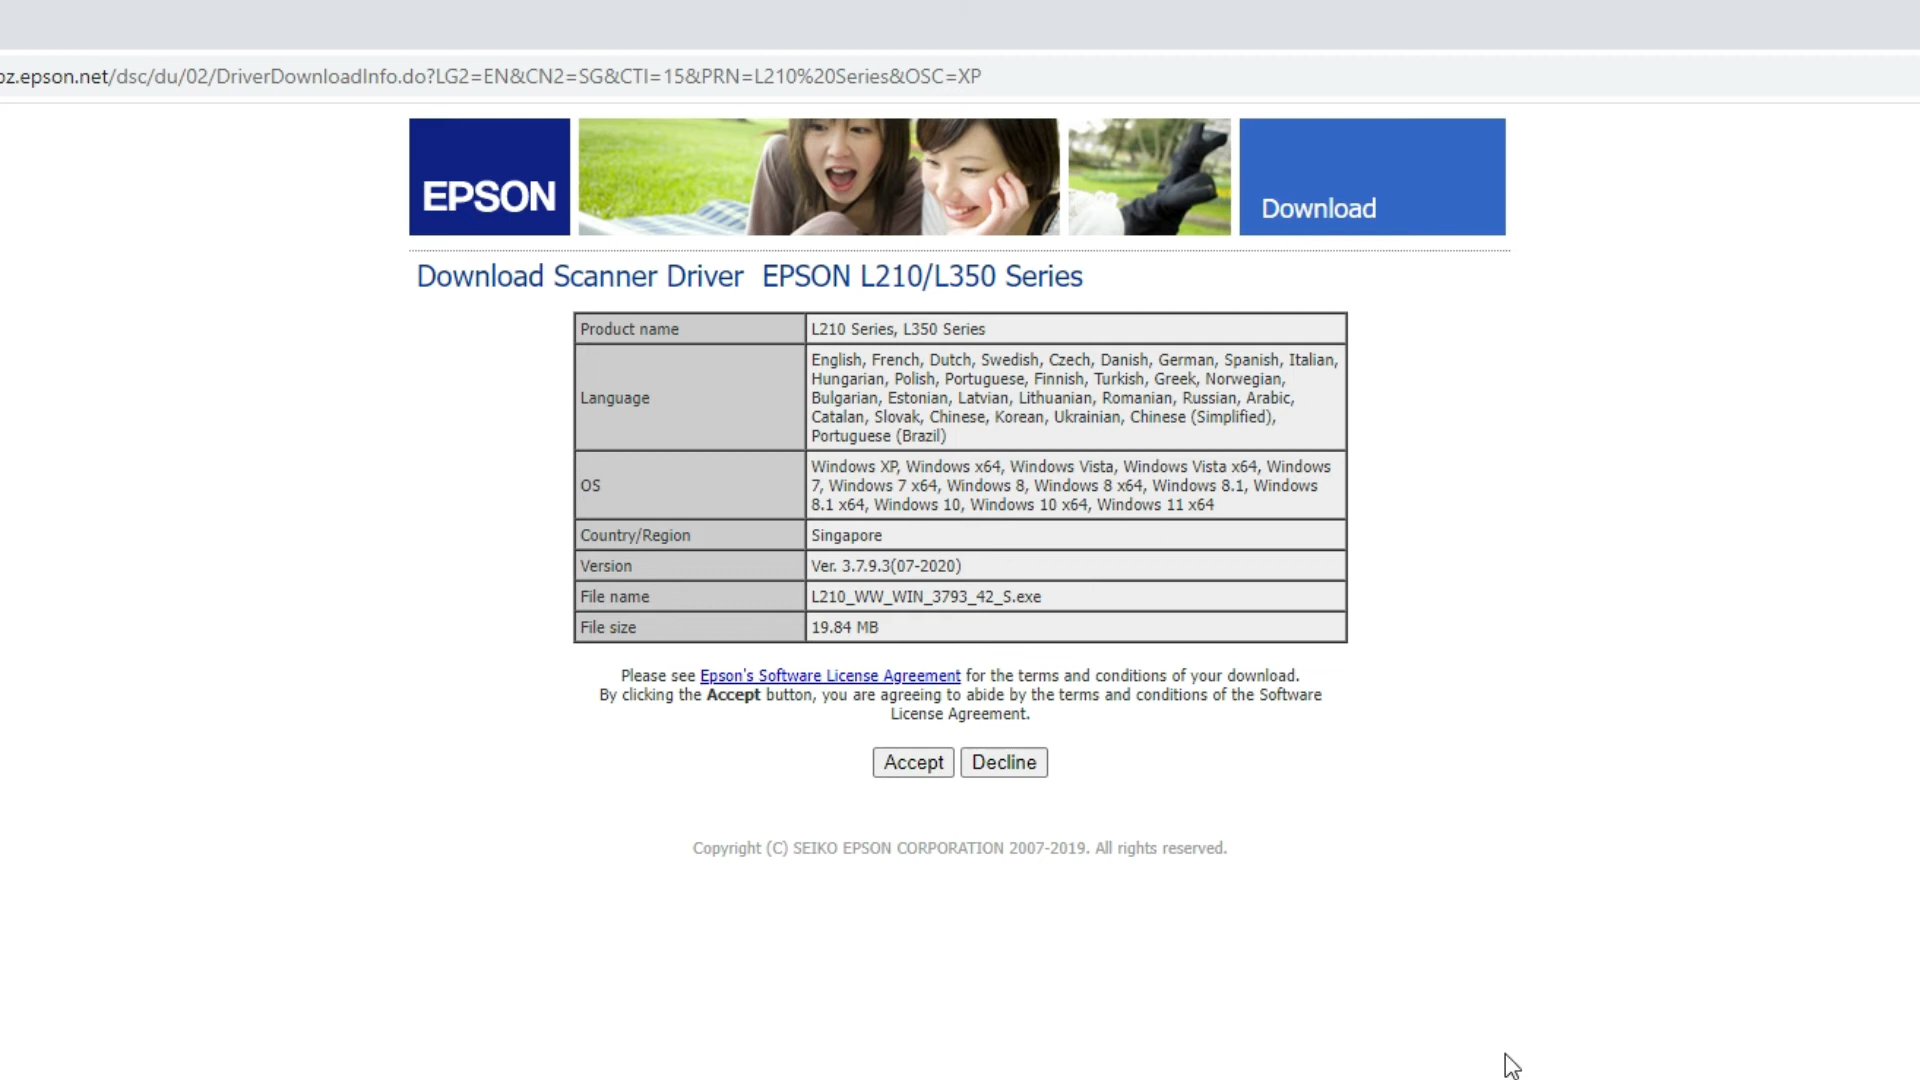 oz.epson.net/dsc/du/02/DriverDownloadInfo.do?LG2=EN&CN2=SG&CTI=15&PRN=L210%20Series&OSC=XP
EPSON
Download
Download Scanner Driver EPSON L210/L350 Series
Product name L210 Series, L350 Series
Language English, French, Dutch, Swedish, Czech, Danish, German, Spanish, Italian,
Hungarian, Polish, Portuguese, Finnish, Turkish, Greek, Norwegian,
Bulgarian, Estonian, Latvian, Lithuanian, Romanian, Russian, Arabic,
Catalan, Slovak, Chinese, Korean, Ukrainian, Chinese (Simplified),
Portuguese (Brazil)
OS Windows XP, Windows x64, Windows Vista, Windows Vista x64, Windows
7, Windows 7 x64, Windows 8, Windows 8 x64, Windows 8.1, Windows
8.1 x64, Windows 10, Windows 10 x64, Windows 11 x64
Country/Region Singapore
Version Ver. 3.7.9.3(07-2020)
File name L210_WW_WIN_3793_42_S.exe
File size 19.84 MB
Please see Epson's Software License Agreement for the terms and conditions of your download.
By clicking the Accept button, you are agreeing to abide by the terms and conditions of the Software
License Agreement.
Accept Decline
Copyright (C) SEIKO EPSON CORPORATION 2007-2019. All rights reserved.